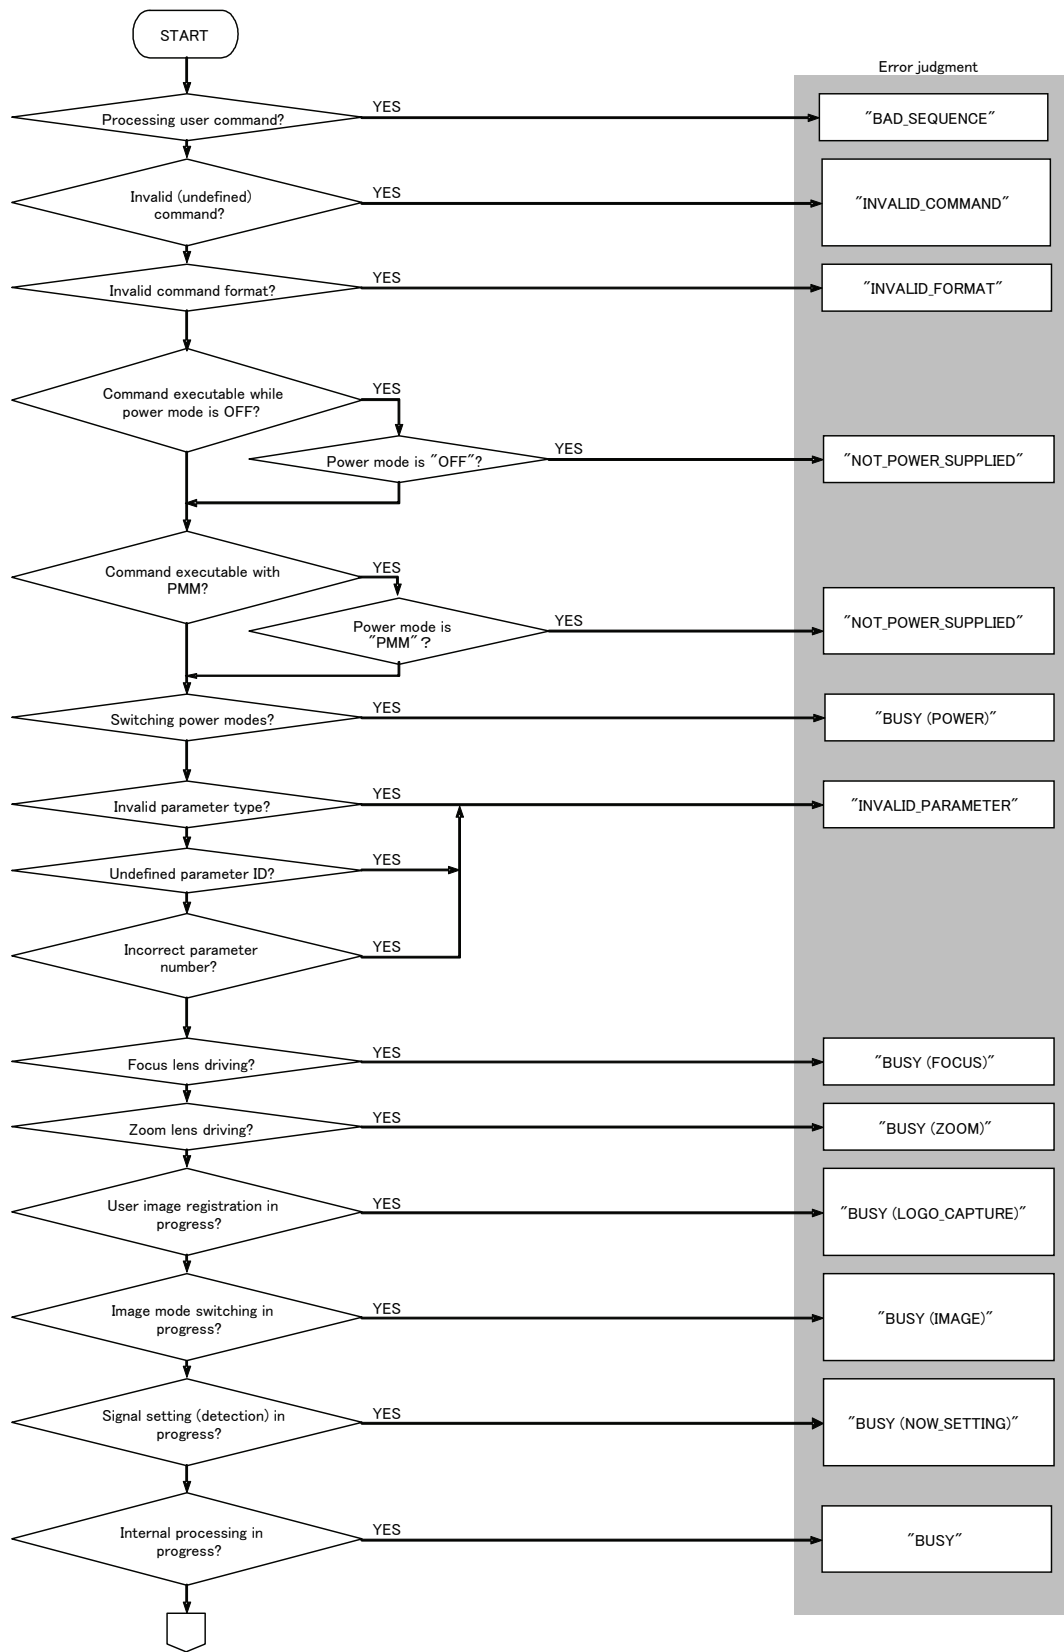 START
Error judgment
YES
Processing user command?
"BAD_SEQUENCE"
YES
Invalid (undefined)
command?
"INVALID_COMMAND"
YES
Invalid command format?
"INVALID_FORMAT"
YES
Command executable while
power mode is OFF?
YES
Power mode is "OFF"?
"NOT_POWER_SUPPLIED"
YES
Command executable with
PMM?
YES
Power mode is
"PMM"?
"NOT_POWER_SUPPLIED"
YES
Switching power modes?
"BUSY (POWER)"
YES
Invalid parameter type?
"INVALID_PARAMETER"
YES
Undefined parameter ID?
YES
Incorrect parameter
number?
YES
Focus lens driving?
"BUSY (FOCUS)"
YES
Zoom lens driving?
"BUSY (ZOOM)"
YES
User image registration in
progress?
"BUSY (LOGO_CAPTURE)"
YES
Image mode switching in
progress?
"BUSY (IMAGE)"
YES
Signal setting (detection) in
progress?
"BUSY (NOW_SETTING)"
YES
Internal processing in
progress?
"BUSY"